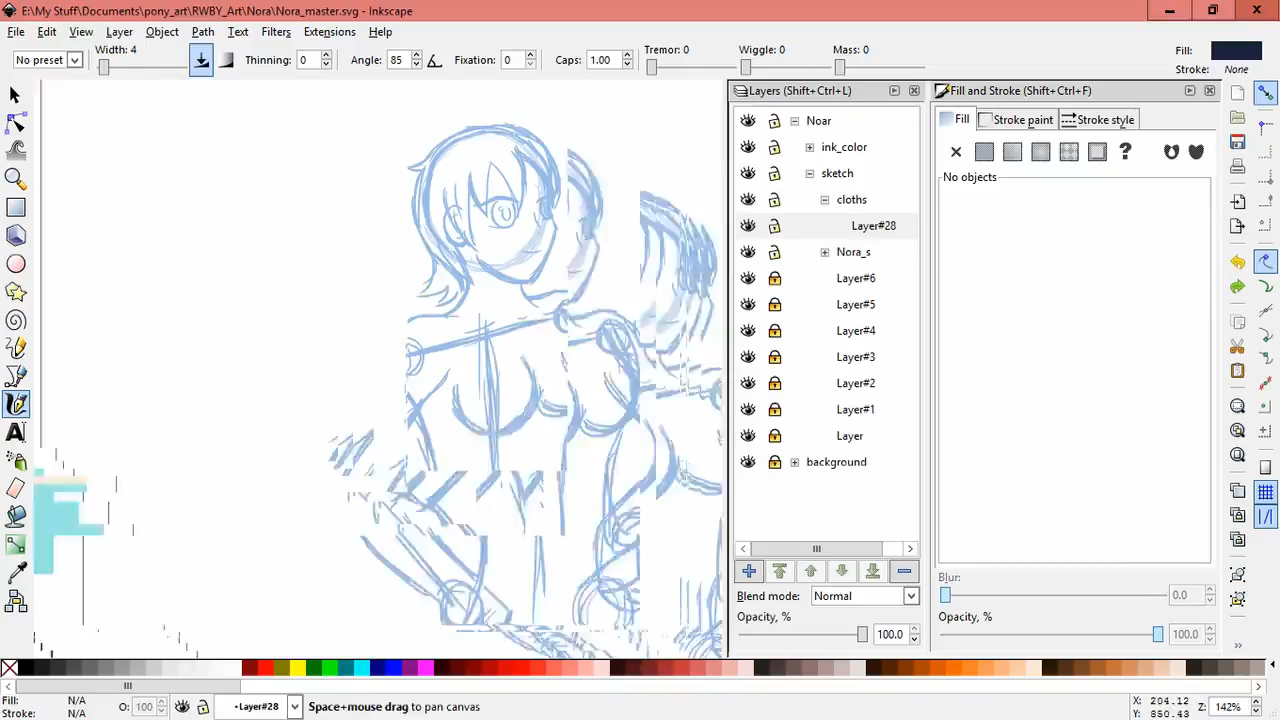 E:\My Stuff\Documents\pony_art\RWBY_Art\Nora\Nora_master.svg - Inkscape
File Edit View Layer Object Path Filters Text Extensions Help
No preset Width: 4 Thinning: 0 Angle: 85 Fixation: 0 Caps: 1.00 Tremor: 0 Wiggle: 0 Mass: 0 Fill:
Stroke: None
Layers (Shift+Ctrl+L)
Noar
ink_color
sketch
cloths
Layer#28
Nora_s
Layer#6
Layer#5
Layer#4
Layer#3
Layer#2
Layer#1
Layer
background
Blend mode: Normal
Opacity, % 100.0
Fill and Stroke (Shift+Ctrl+F)
Fill Stroke paint Stroke style
No objects
Blur:
0.0
Opacity, %
100.0
Fill: N/A
Stroke: N/A
O: 100
•Layer#28
Space+mouse drag to pan canvas
X: 204.12
Y: 850.43
Z: 142%